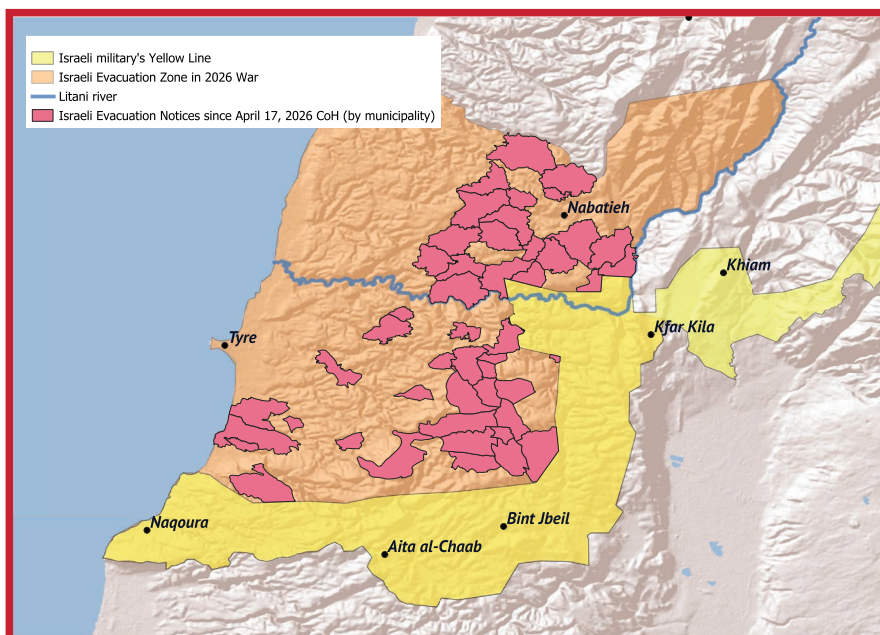 Israeli military's Yellow Line
Israeli Evacuation Zone in 2026 War
Litani river
Israeli Evacuation Notices since April 17, 2026 CoH (by municipality)
Nabatieh
Khiam
Kfar Kila
Tyre
Naqoura
Bint Jbeil
Aita al-Chaab